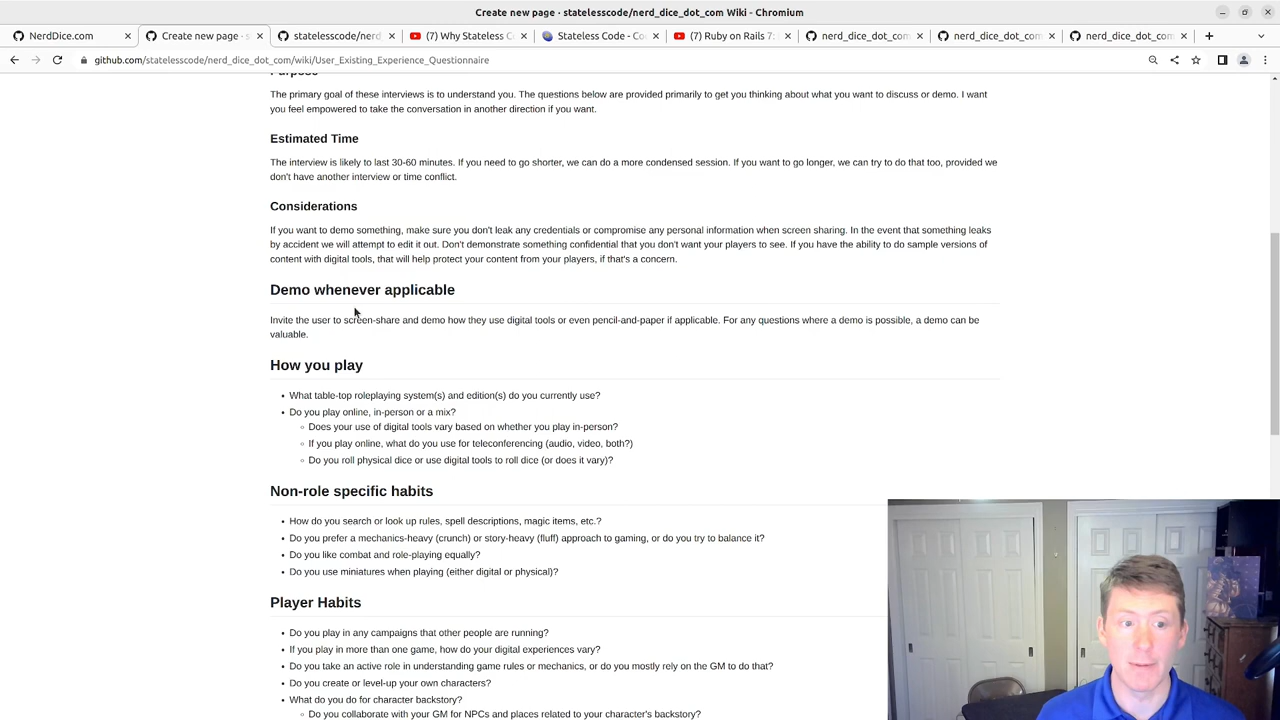 Create new page · statelesscode/nerd_dice_dot_com Wiki - Chromium
NerdDice.com
Create new page · s
statelesscode/nerd
(7) Why Stateless C
Stateless Code - Co
(7) Ruby on Rails 7:
nerd_dice_dot_com
nerd_dice_dot_com
nerd_dice_dot_com
github.com/statelesscode/nerd_dice_dot_com/wiki/User_Existing_Experience_Questionnaire
Purpose
The primary goal of these interviews is to understand you. The questions below are provided primarily to get you thinking about what you want to discuss or demo. I want
you feel empowered to take the conversation in another direction if you want.
Estimated Time
The interview is likely to last 30-60 minutes. If you need to go shorter, we can do a more condensed session. If you want to go longer, we can try to do that too, provided we
don't have another interview or time conflict.
Considerations
If you want to demo something, make sure you don't leak any credentials or compromise any personal information when screen sharing. In the event that something leaks
by accident we will attempt to edit it out. Don't demonstrate something confidential that you don't want your players to see. If you have the ability to do sample versions of
content with digital tools, that will help protect your content from your players, if that's a concern.
Demo whenever applicable
Invite the user to screen-share and demo how they use digital tools or even pencil-and-paper if applicable. For any questions where a demo is possible, a demo can be
valuable.
How you play
• What table-top roleplaying system(s) and edition(s) do you currently use?
• Do you play online, in-person or a mix?
◦ Does your use of digital tools vary based on whether you play in-person?
◦ If you play online, what do you use for teleconferencing (audio, video, both?)
◦ Do you roll physical dice or use digital tools to roll dice (or does it vary)?
Non-role specific habits
• How do you search or look up rules, spell descriptions, magic items, etc.?
• Do you prefer a mechanics-heavy (crunch) or story-heavy (fluff) approach to gaming, or do you try to balance it?
• Do you like combat and role-playing equally?
• Do you use miniatures when playing (either digital or physical)?
Player Habits
• Do you play in any campaigns that other people are running?
• If you play in more than one game, how do your digital experiences vary?
• Do you take an active role in understanding game rules or mechanics, or do you mostly rely on the GM to do that?
• Do you create or level-up your own characters?
• What do you do for character backstory?
◦ Do you collaborate with your GM for NPCs and places related to your character's backstory?